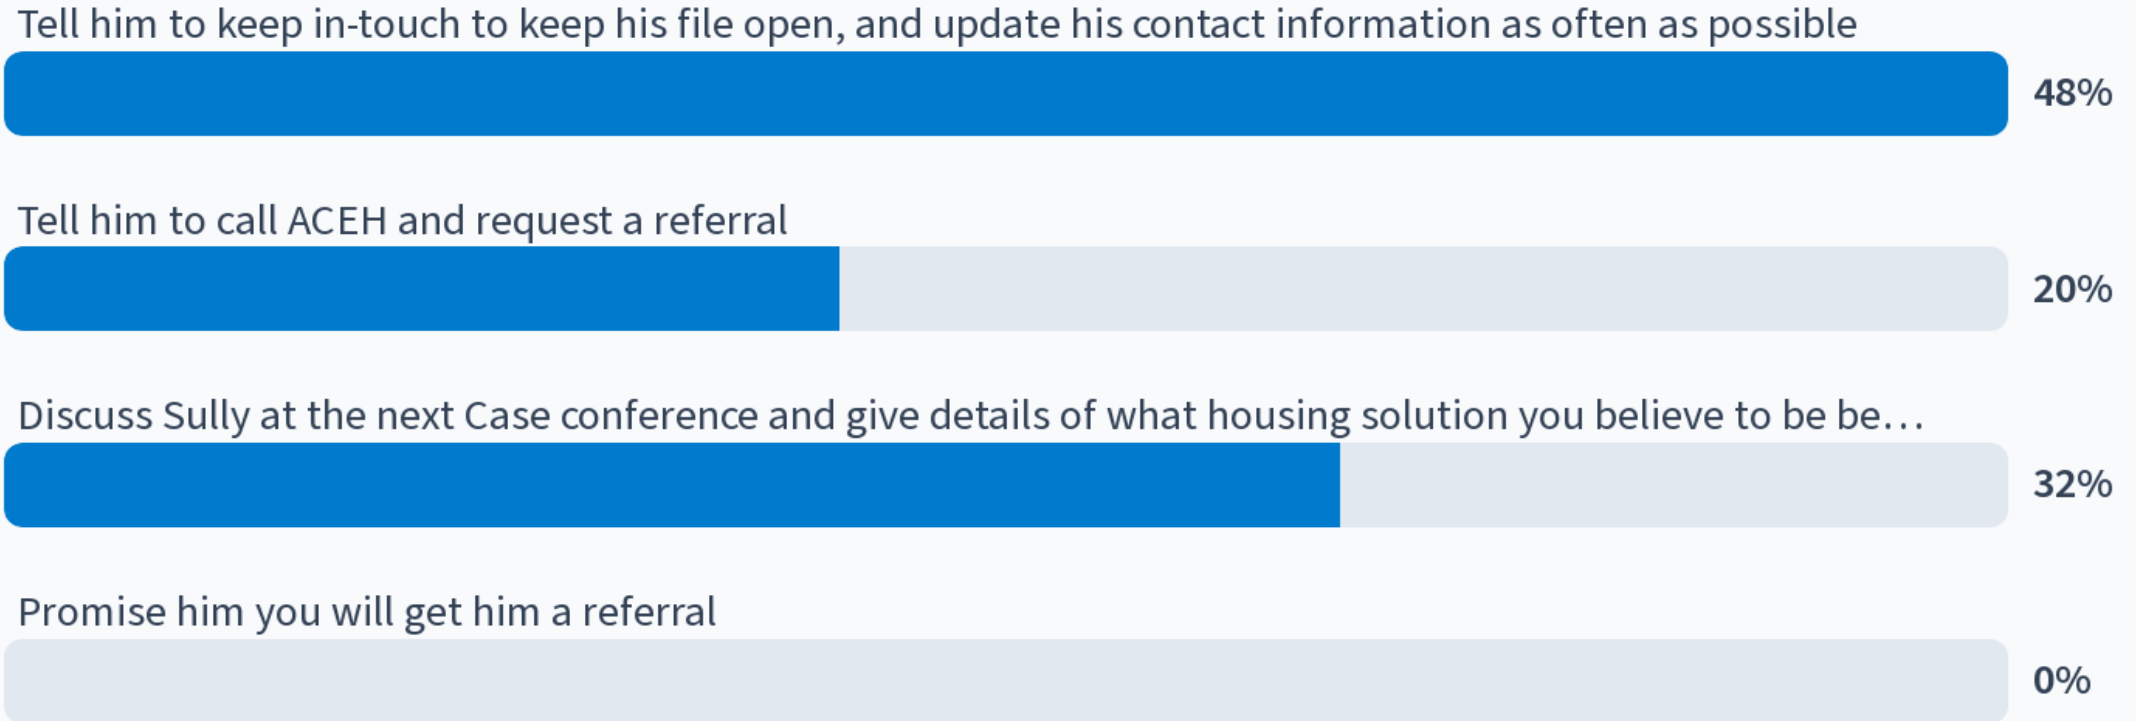 Tell him to keep in-touch to keep his file open, and update his contact information as often as possible
48%
Tell him to call ACEH and request a referral
20%
Discuss Sully at the next Case conference and give details of what housing solution you believe to be be…
32%
Promise him you will get him a referral
0%